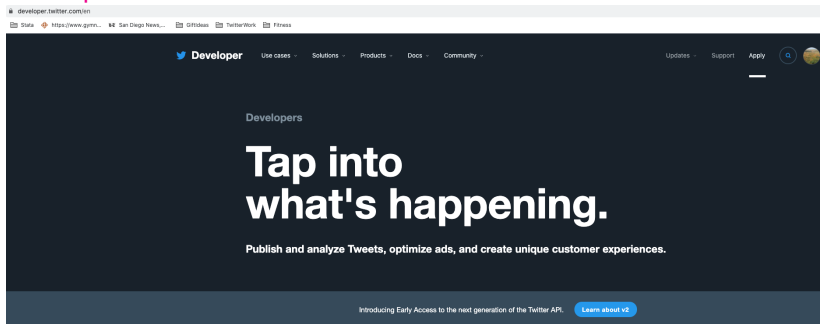 developer.twitter.com/en
Stata https://www.gymn... San Diego News,... GiftIdeas TwitterWork Fitness
Developer Use cases Solutions Products Docs Community Updates Support Apply
Developers
Tap into
what's happening.
Publish and analyze Tweets, optimize ads, and create unique customer experiences.
Introducing Early Access to the next generation of the Twitter API. Learn about v2